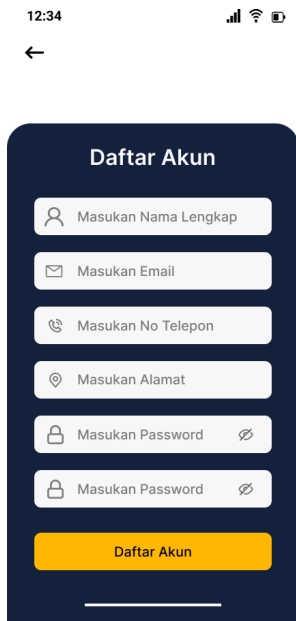 12:34
Daftar Akun
Masukan Nama Lengkap
Masukan Email
Masukan No Telepon
Masukan Alamat
Masukan Password
Masukan Password
Daftar Akun